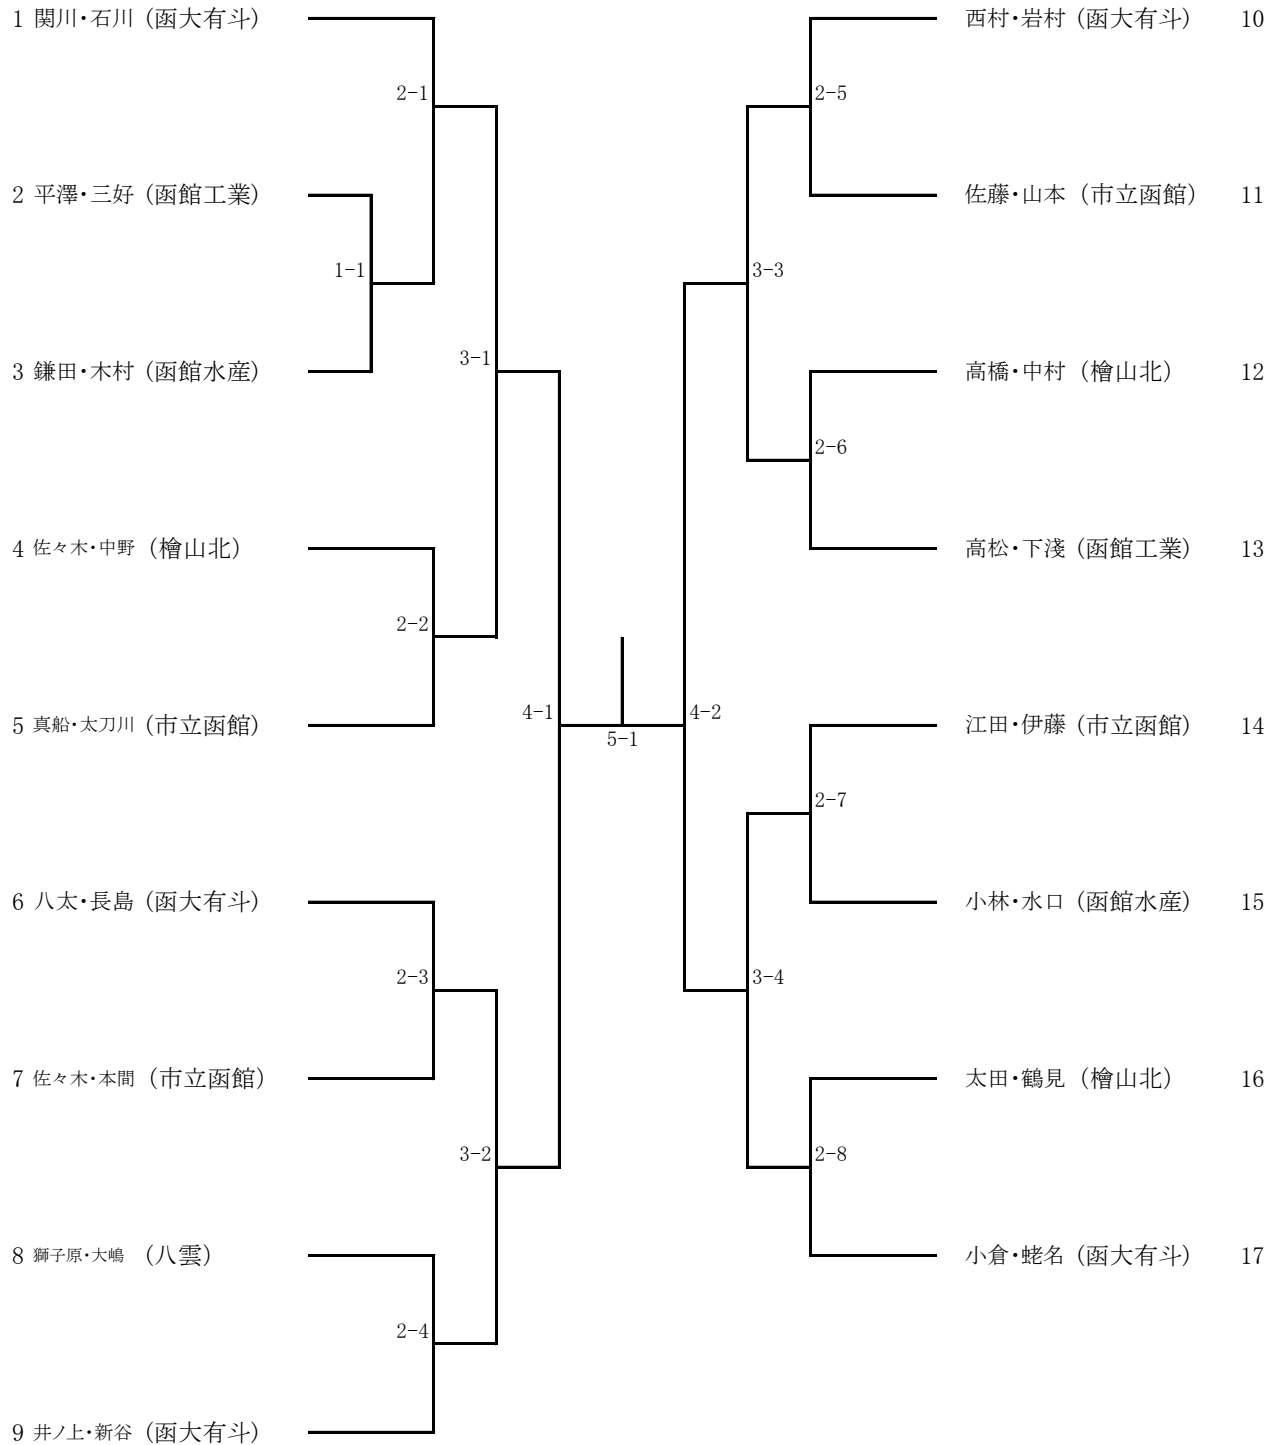 1 関川・石川 (函大有斗)
2-1
2 平澤・三好 (函館工業)
1-1
3 鎌田・木村 (函館水産)
3-1
4 佐々木・中野 (檜山北)
2-2
5 真船・太刀川 (市立函館)
4-1
6 八太・長島 (函大有斗)
2-3
7 佐々木・本間 (市立函館)
3-2
8 獅子原・大嶋 (八雲)
2-4
9 井ノ上・新谷 (函大有斗)
5-1
西村・岩村 (函大有斗) 10
2-5
佐藤・山本 (市立函館) 11
3-3
高橋・中村 (檜山北) 12
2-6
高松・下淺 (函館工業) 13
4-2
江田・伊藤 (市立函館) 14
2-7
小林・水口 (函館水産) 15
3-4
太田・鶴見 (檜山北) 16
2-8
小倉・蛯名 (函大有斗) 17